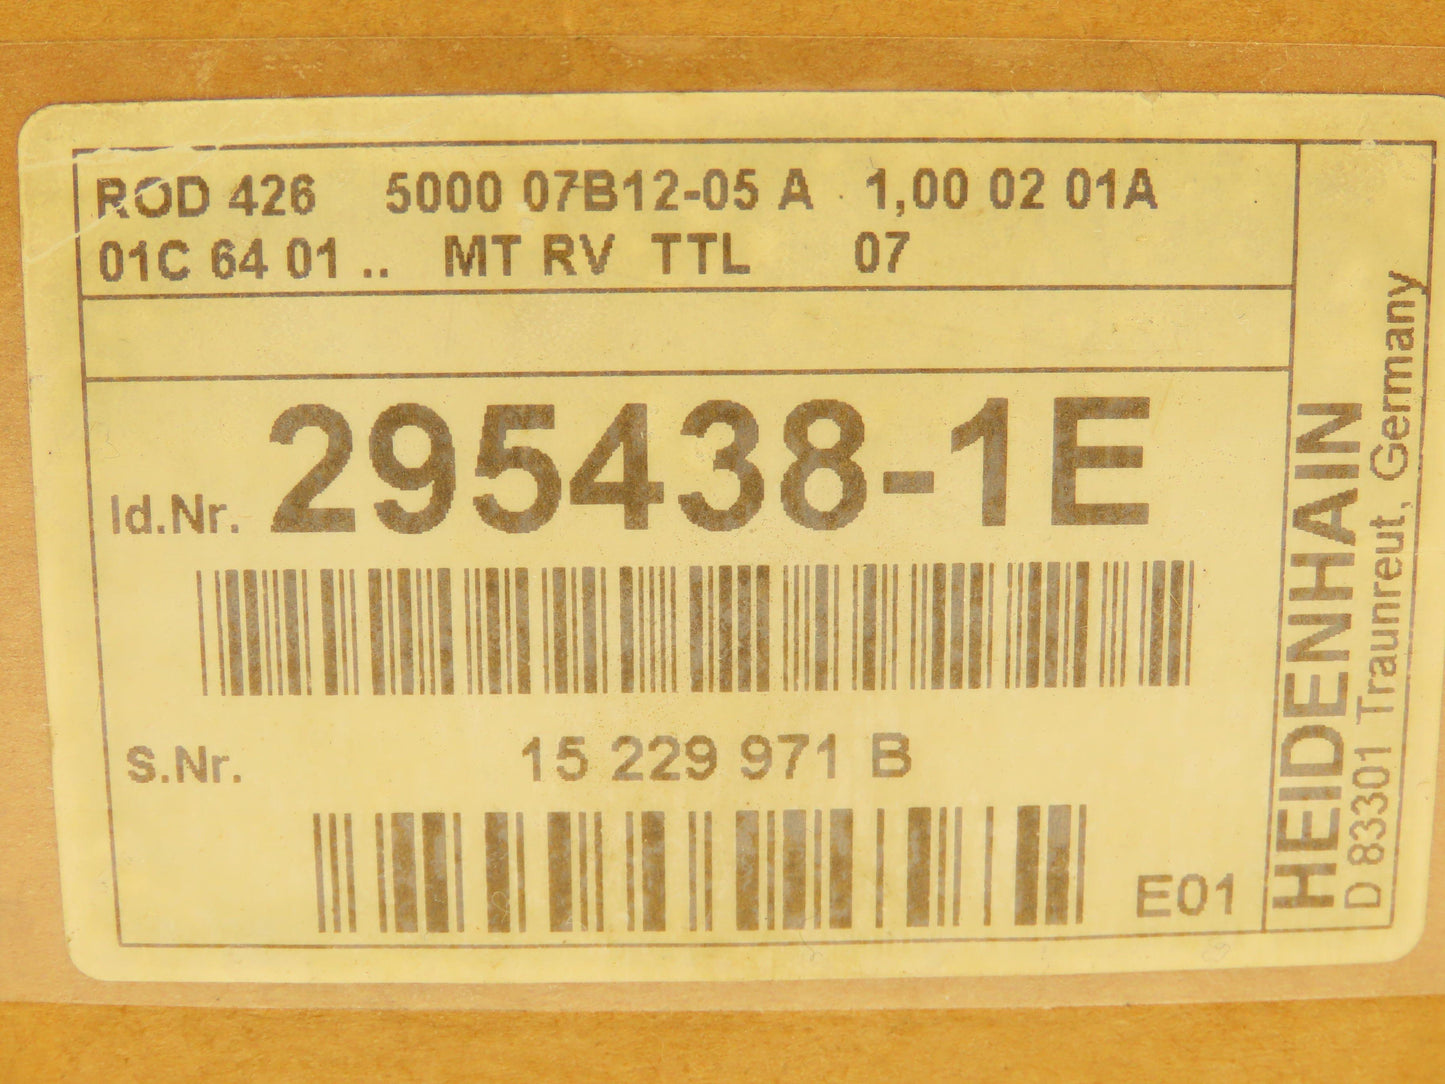 ROD 426 5000 07B12-05 A 1,00 02 01A
01C 64 01 .. MT RV TTL 07
Id.Nr. 295438-1E
S.Nr. 15 229 971 B
E01
HEIDENHAIN
D 83301 Traunreut, Germany